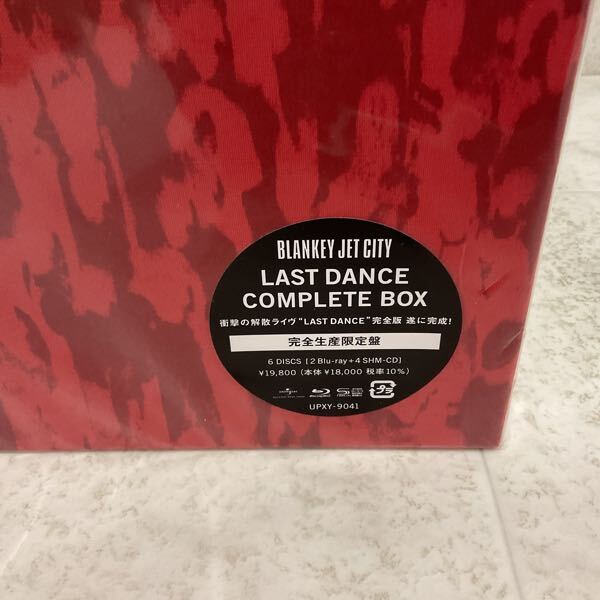 BLANKEY JET CITY
LAST DANCE
COMPLETE BOX
衝撃の解散ライヴ“LAST DANCE”完全版 遂に完成!
完全生産限定盤
6 DISCS [2 Blu-ray+4 SHM-CD]
¥19,800 (本体 ¥18,000 税率10%)
UPXY-9041